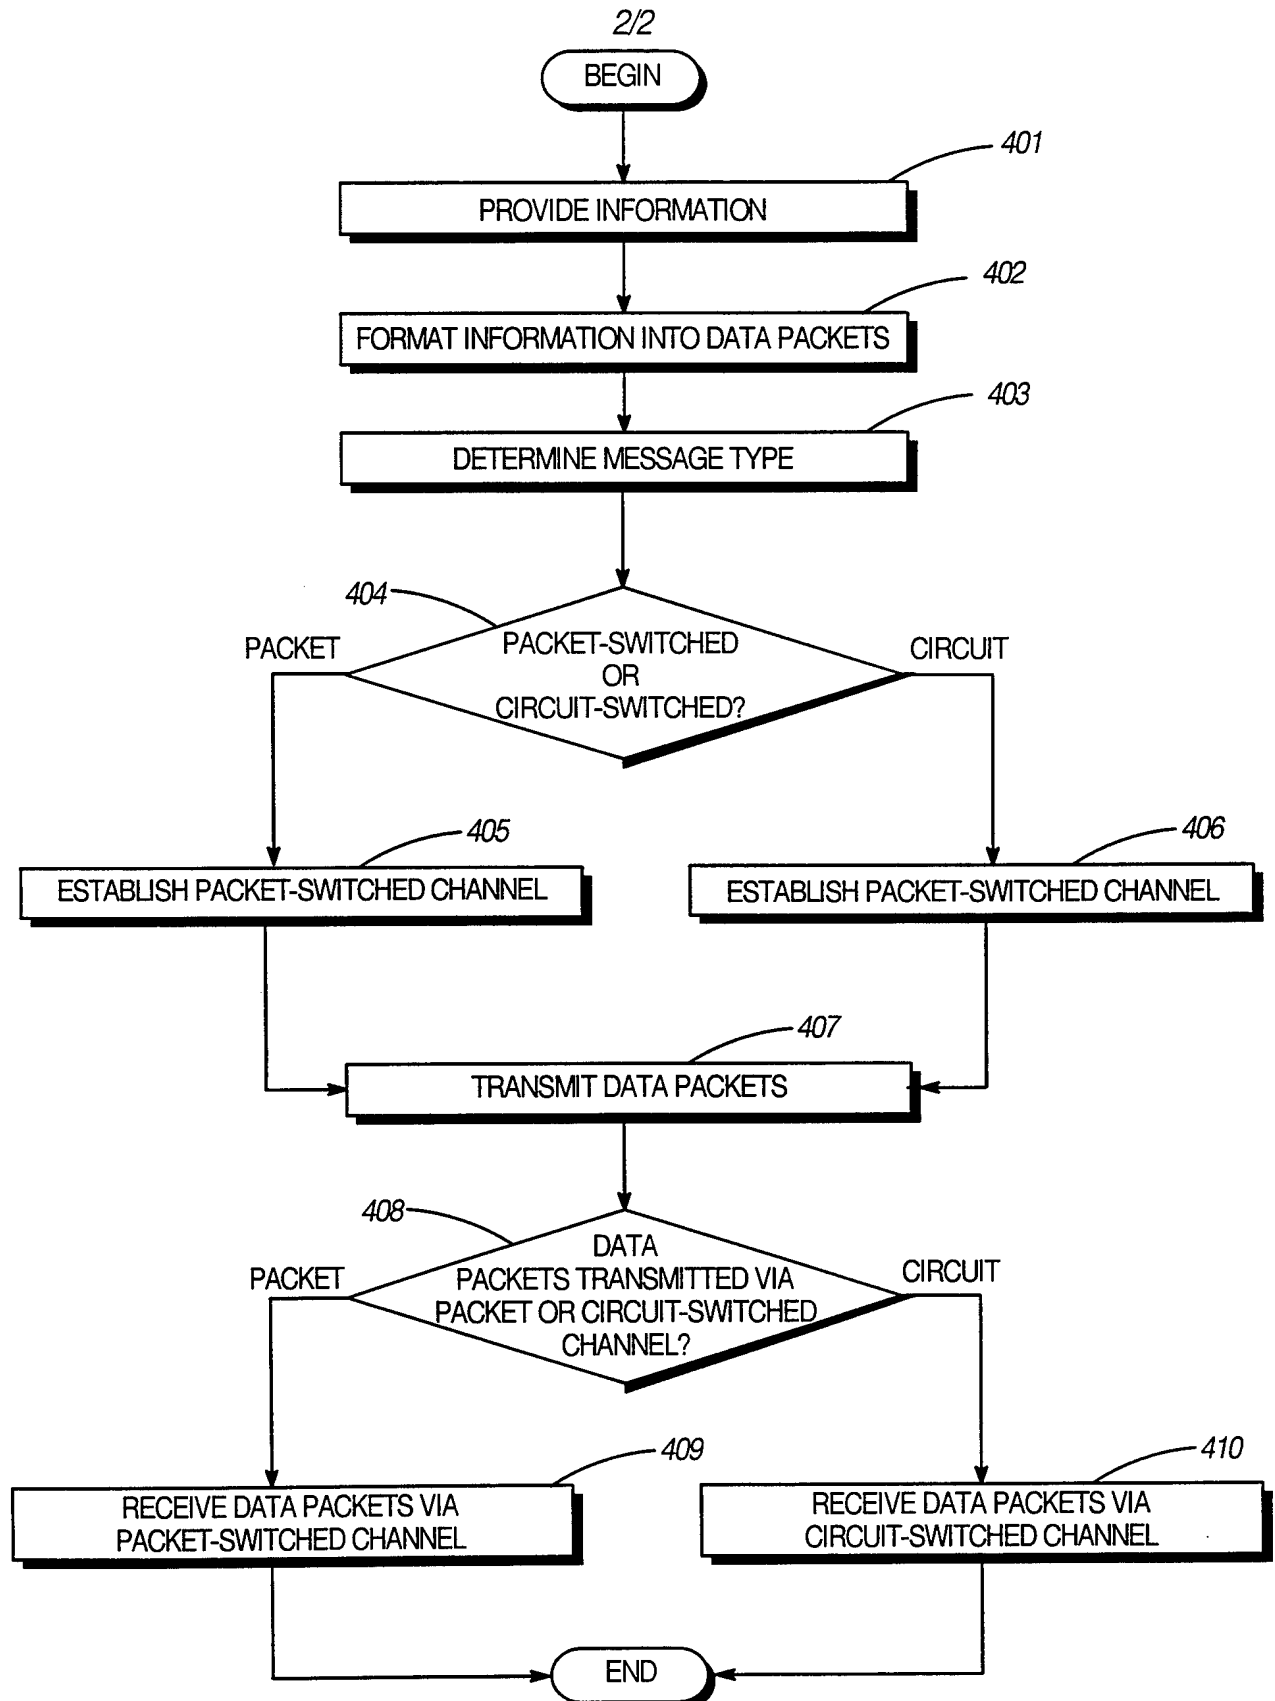 2/2
BEGIN
401
PROVIDE INFORMATION
402
FORMAT INFORMATION INTO DATA PACKETS
403
DETERMINE MESSAGE TYPE
404
PACKET
PACKET-SWITCHED
OR
CIRCUIT-SWITCHED?
CIRCUIT
405
ESTABLISH PACKET-SWITCHED CHANNEL
406
ESTABLISH PACKET-SWITCHED CHANNEL
407
TRANSMIT DATA PACKETS
408
PACKET
DATA
PACKETS TRANSMITTED VIA
PACKET OR CIRCUIT-SWITCHED
CHANNEL?
CIRCUIT
409
RECEIVE DATA PACKETS VIA
PACKET-SWITCHED CHANNEL
410
RECEIVE DATA PACKETS VIA
CIRCUIT-SWITCHED CHANNEL
END